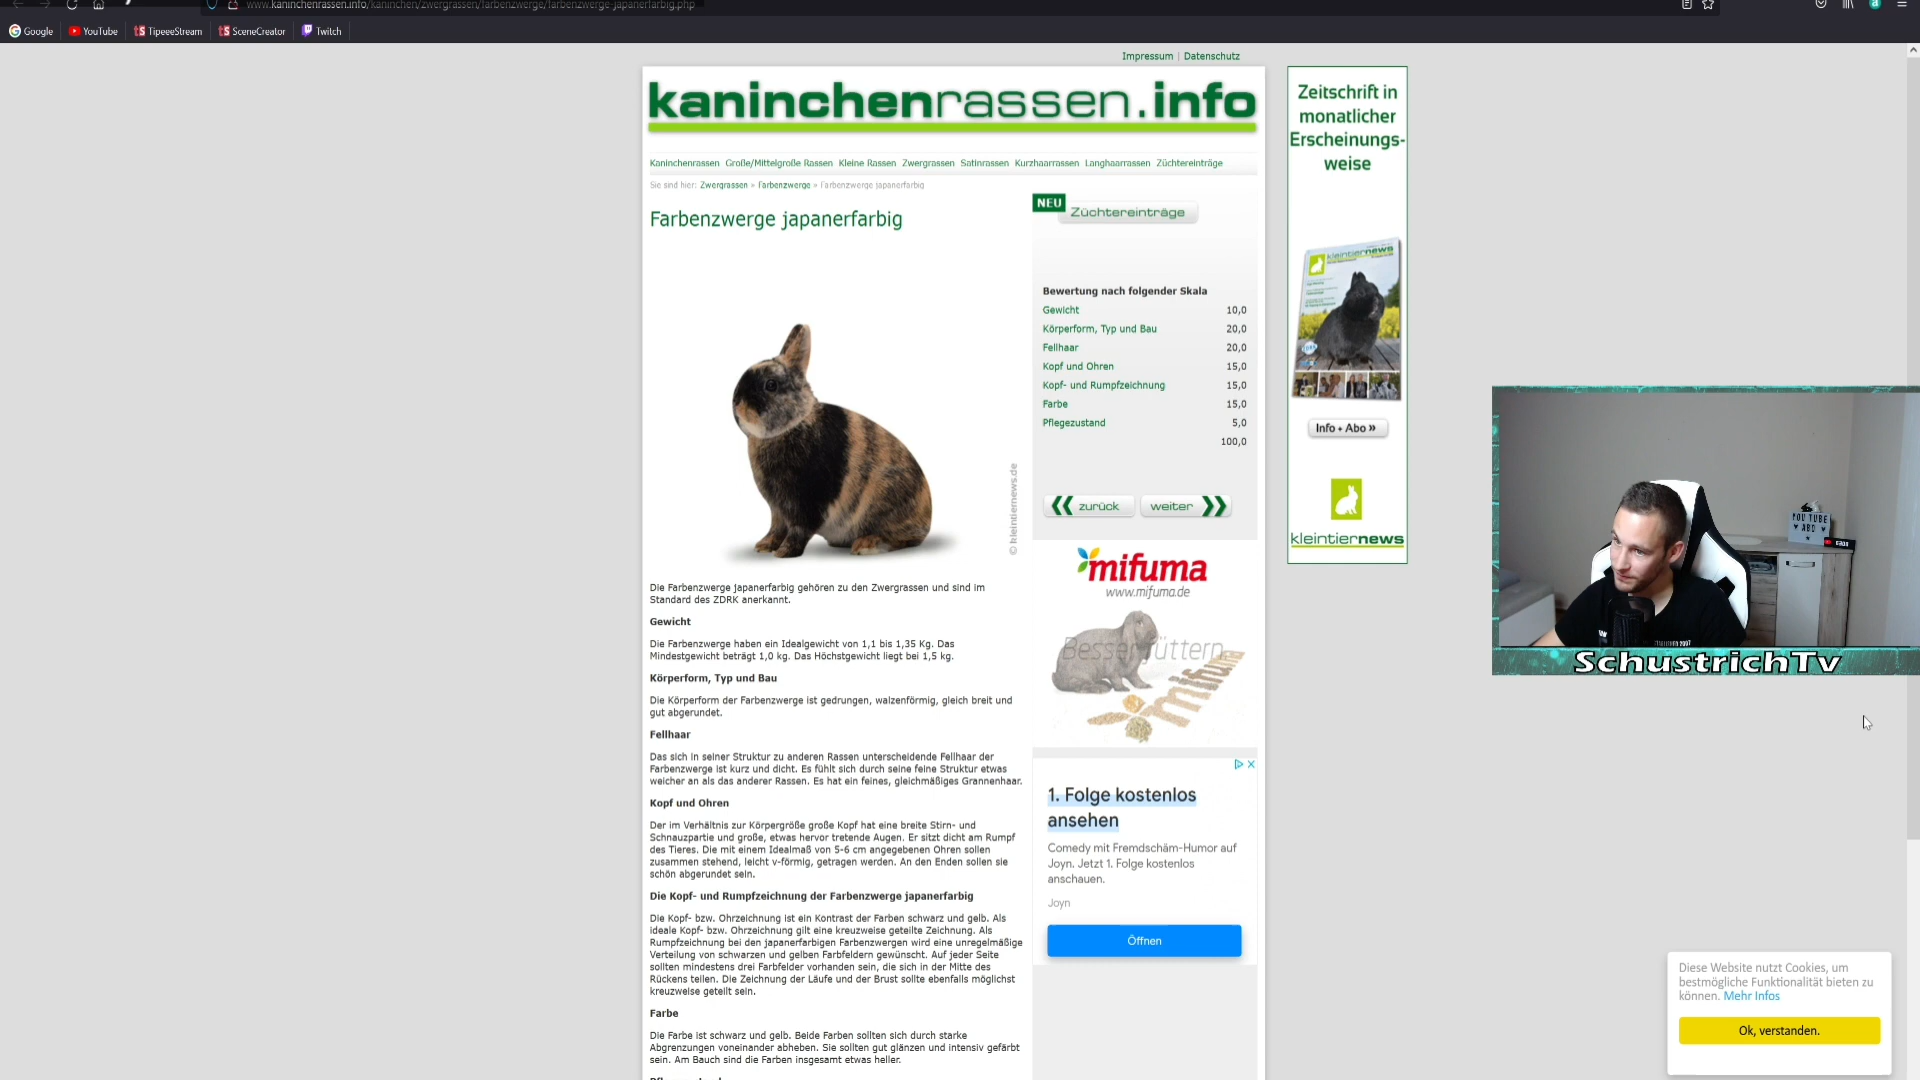 www.kaninchenrassen.info/kaninchen/zwergrassen/farbenzwerge/farbenzwerge-japanerfarbig.php
Google YouTube TipeeeStream SceneCreator Twitch
Impressum | Datenschutz
kaninchenrassen.info
Kaninchenrassen Große/Mittelgroße Rassen Kleine Rassen Zwergrassen Satinrassen Kurzhaarrassen Langhaarrassen Züchtereinträge
Sie sind hier: Zwergrassen » Farbenzwerge » Farbenzwerge japanerfarbig
Farbenzwerge japanerfarbig
© kleintiernews.de
Die Farbenzwerge japanerfarbig gehören zu den Zwergrassen und sind im
Standard des ZDRK anerkannt.
Gewicht
Die Farbenzwerge haben ein Idealgewicht von 1,1 bis 1,35 Kg. Das
Mindestgewicht beträgt 1,0 kg. Das Höchstgewicht liegt bei 1,5 kg.
Körperform, Typ und Bau
Die Körperform der Farbenzwerge ist gedrungen, walzenförmig, gleich breit und
gut abgerundet.
Fellhaar
Das sich in seiner Struktur zu anderen Rassen unterscheidende Fellhaar der
Farbenzwerge ist kurz und dicht. Es fühlt sich durch seine feine Struktur etwas
weicher an als das anderer Rassen. Es hat ein feines, gleichmäßiges Grannenhaar.
Kopf und Ohren
Der im Verhältnis zur Körpergröße große Kopf hat eine breite Stirn- und
Schnauzpartie und große, etwas hervor tretende Augen. Er sitzt dicht am Rumpf
des Tieres. Die mit einem Idealmaß von 5-6 cm angegebenen Ohren sollen
zusammen stehend, leicht v-förmig, getragen werden. An den Enden sollen sie
schön abgerundet sein.
Die Kopf- und Rumpfzeichnung der Farbenzwerge japanerfarbig
Die Kopf- bzw. Ohrzeichnung ist ein Kontrast der Farben schwarz und gelb. Als
ideale Kopf- bzw. Ohrzeichnung gilt eine kreuzweise geteilte Zeichnung. Als
Rumpfzeichnung bei den japanerfarbigen Farbenzwergen wird eine unregelmäßige
Verteilung von schwarzen und gelben Farbfeldern gewünscht. Auf jeder Seite
sollten mindestens drei Farbfelder vorhanden sein, die sich in der Mitte des
Rückens teilen. Die Zeichnung der Läufe und der Brust sollte ebenfalls möglichst
kreuzweise geteilt sein.
Farbe
Die Farbe ist schwarz und gelb. Beide Farben sollten sich durch starke
Abgrenzungen voneinander abheben. Sie sollten gut glänzen und intensiv gefärbt
sein. Am Bauch sind die Farben insgesamt etwas heller.
NEU Züchtereinträge
Bewertung nach folgender Skala
Gewicht 10,0
Körperform, Typ und Bau 20,0
Fellhaar 20,0
Kopf und Ohren 15,0
Kopf- und Rumpfzeichnung 15,0
Farbe 15,0
Pflegezustand 5,0
100,0
zurück weiter
mifuma
www.mifuma.de
Besser füttern
mifuma
1. Folge kostenlos
ansehen
Comedy mit Fremdschäm-Humor auf
Joyn. Jetzt 1. Folge kostenlos
anschauen.
Joyn
Öffnen
Zeitschrift in
monatlicher
Erscheinungs-
weise
kleintiernews
Info + Abo »
kleintiernews
YOU TUBE
ABO
SchustrichTv
Diese Website nutzt Cookies, um
bestmögliche Funktionalität bieten zu
können. Mehr Infos
Ok, verstanden.